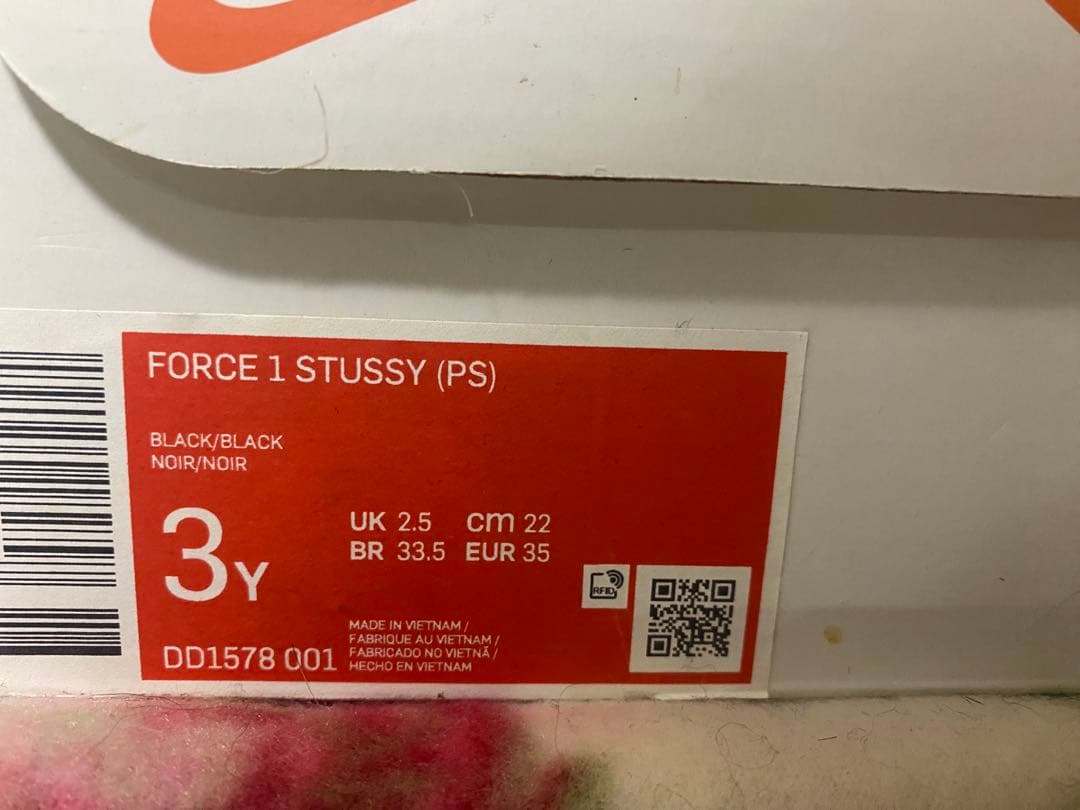 FORCE 1 STUSSY (PS)
BLACK/BLACK
NOIR/NOIR
3Y
UK 2.5 cm 22
BR 33.5 EUR 35
RFID
DD1578 001
MADE IN VIETNAM /
FABRIQUE AU VIETNAM /
FABRICADO NO VIETNÃ /
HECHO EN VIETNAM